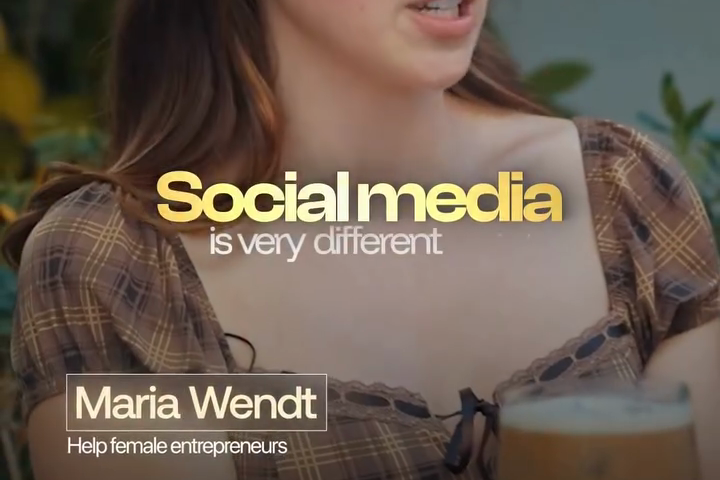 Social media
is very different
Maria Wendt
Help female entrepreneurs